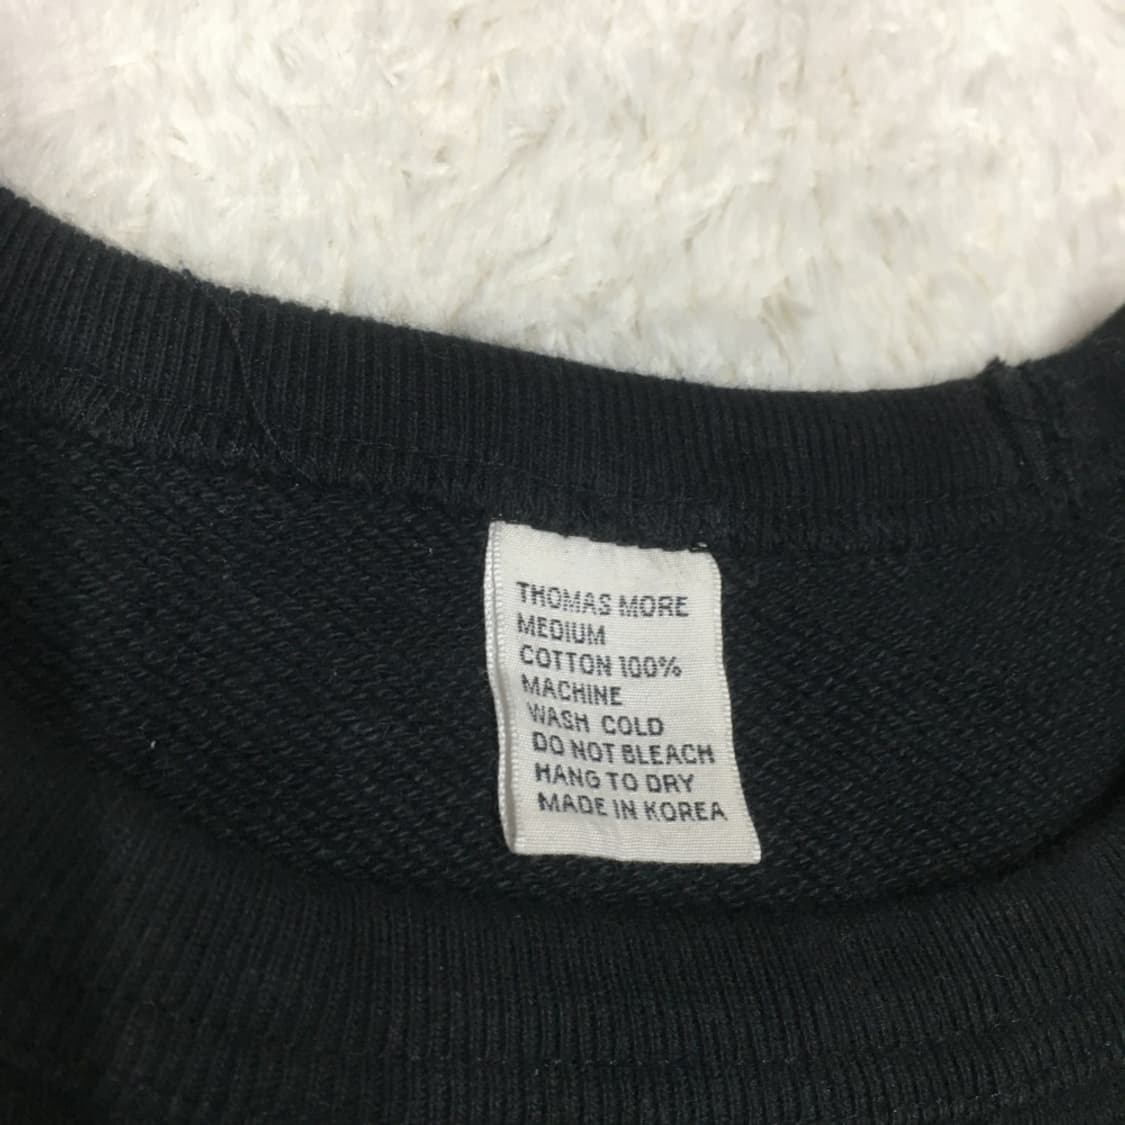 THOMAS MORE
MEDIUM
COTTON 100%
MACHINE
WASH COLD
DO NOT BLEACH
HANG TO DRY
MADE IN KOREA